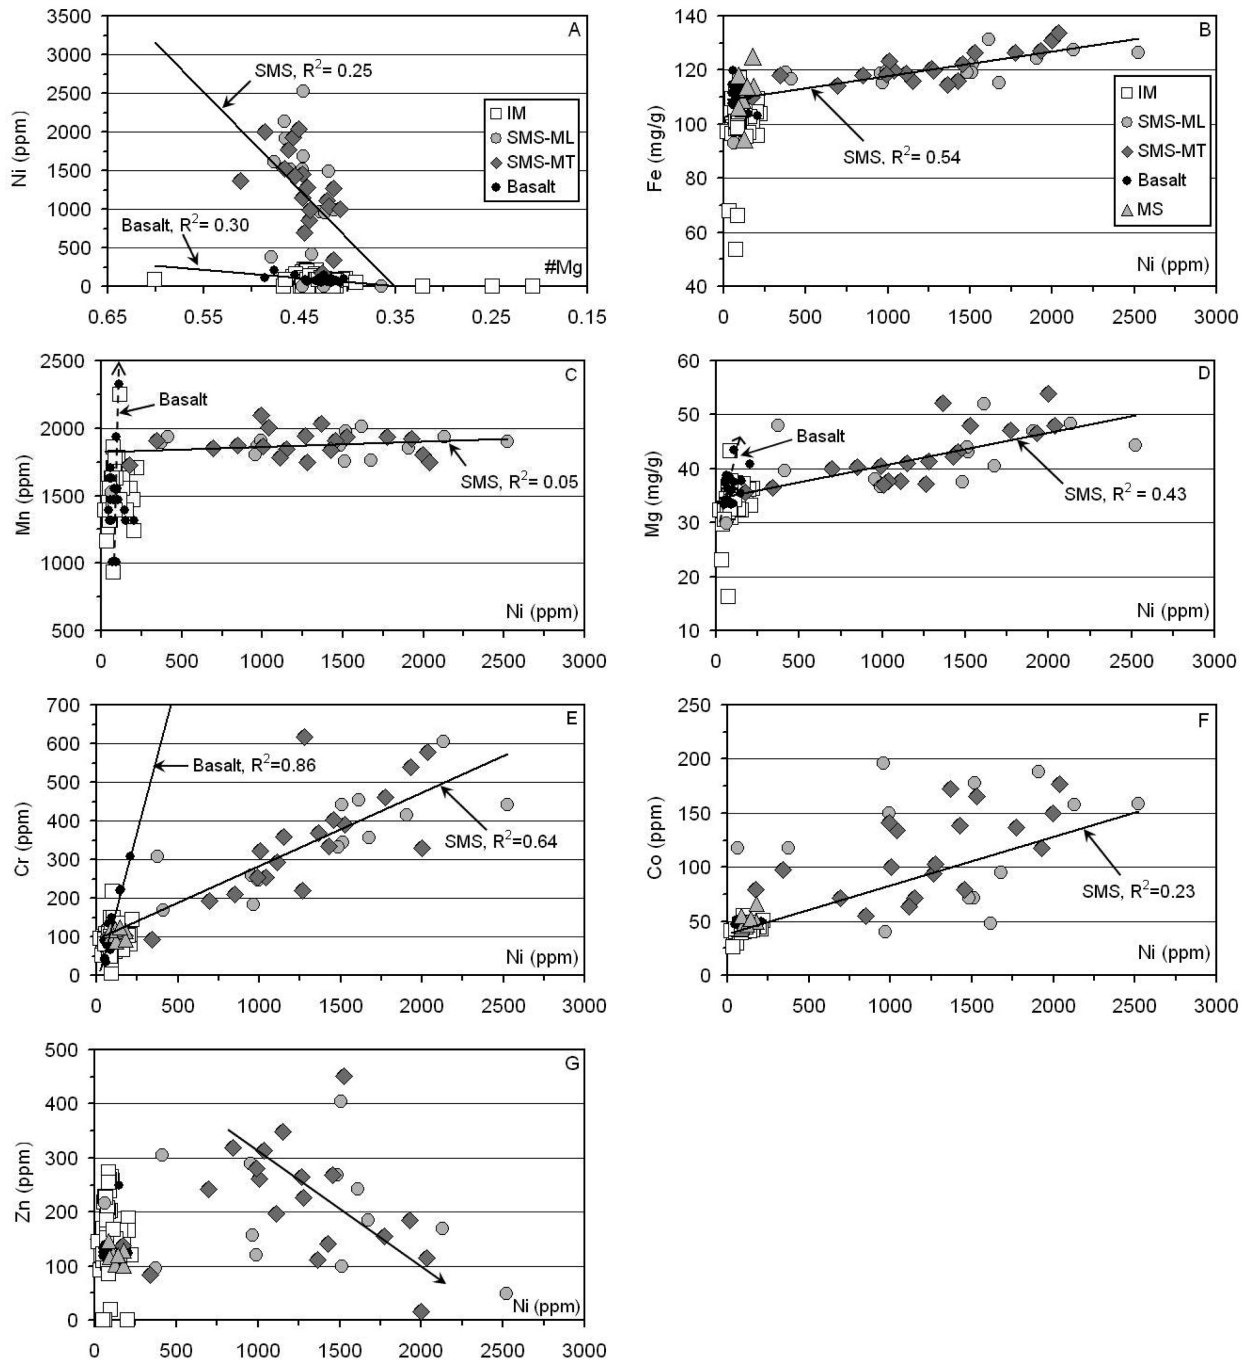 A
Ni (ppm)
3500
3000
2500
2000
1500
1000
500
0
SMS, R²= 0.25
Basalt, R²= 0.30
IM
SMS-ML
SMS-MT
Basalt
#Mg
0.65 0.55 0.45 0.35 0.25 0.15
B
Fe (mg/g)
140
120
100
80
60
40
SMS, R²= 0.54
IM
SMS-ML
SMS-MT
Basalt
MS
Ni (ppm)
0 500 1000 1500 2000 2500 3000
C
Mn (ppm)
2500
2000
1500
1000
500
Basalt
SMS, R² = 0.05
Ni (ppm)
0 500 1000 1500 2000 2500 3000
D
Mg (mg/g)
60
50
40
30
20
10
Basalt
SMS, R² = 0.43
Ni (ppm)
0 500 1000 1500 2000 2500 3000
E
Cr (ppm)
700
600
500
400
300
200
100
0
Basalt, R²=0.86
SMS, R²=0.64
Ni (ppm)
0 500 1000 1500 2000 2500 3000
F
Co (ppm)
250
200
150
100
50
0
SMS, R²=0.23
Ni (ppm)
0 500 1000 1500 2000 2500 3000
G
Zn (ppm)
500
400
300
200
100
0
Ni (ppm)
0 500 1000 1500 2000 2500 3000